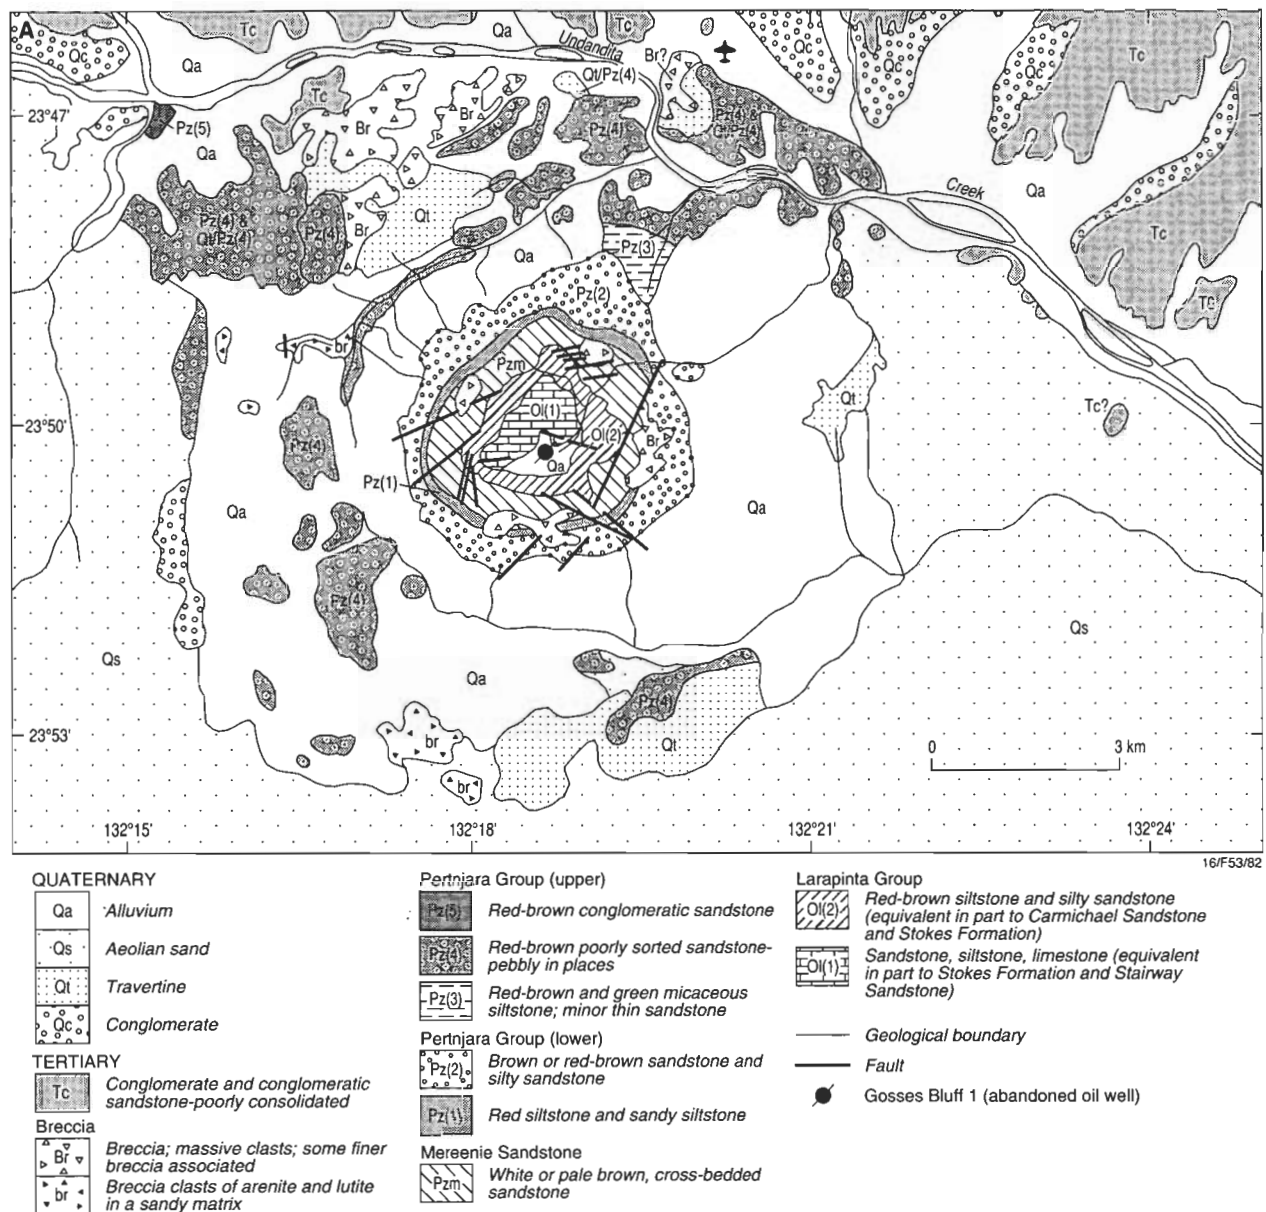 A
Tc
Qc
Qa
Tc
Qa
Undandita
Tc
Br?
Qt/Pz(4)
Qc
Qc
Qc
Tc
23°47'
Pz(5)
Tc
Br
Br
Pz(4)
Pz(4) &
Qt/Pz(4)
Qa
Creek
Qa
Tc
Tc
Pz(4) &
Qt/Pz(4)
Pz(4)
Br
Qt
Qa
Pz(3)
Pz(2)
br
Pzm
Ol(1)
Ol(2)
Br
Qa
Qt
Tc?
23°50'
Pz(4)
Pz(1)
Qa
Qa
Pz(4)
Qs
Qs
Qa
Pz(4)
Qt
23°53'
br
br
0 3 km
132°15' 132°18' 132°21' 132°24'
16/F53/82
QUATERNARY
Qa Alluvium
Qs Aeolian sand
Qt Travertine
Qc Conglomerate
TERTIARY
Tc Conglomerate and conglomeratic
sandstone-poorly consolidated
Breccia
Br Breccia; massive clasts; some finer
breccia associated
br Breccia clasts of arenite and lutite
in a sandy matrix
Pertnjara Group (upper)
Pz(5) Red-brown conglomeratic sandstone
Pz(4) Red-brown poorly sorted sandstone-
pebbly in places
Pz(3) Red-brown and green micaceous
siltstone; minor thin sandstone
Pertnjara Group (lower)
Pz(2) Brown or red-brown sandstone and
silty sandstone
Pz(1) Red siltstone and sandy siltstone
Mereenie Sandstone
Pzm White or pale brown, cross-bedded
sandstone
Larapinta Group
Ol(2) Red-brown siltstone and silty sandstone
(equivalent in part to Carmichael Sandstone
and Stokes Formation)
Ol(1) Sandstone, siltstone, limestone (equivalent
in part to Stokes Formation and Stairway
Sandstone)
Geological boundary
Fault
Gosses Bluff 1 (abandoned oil well)